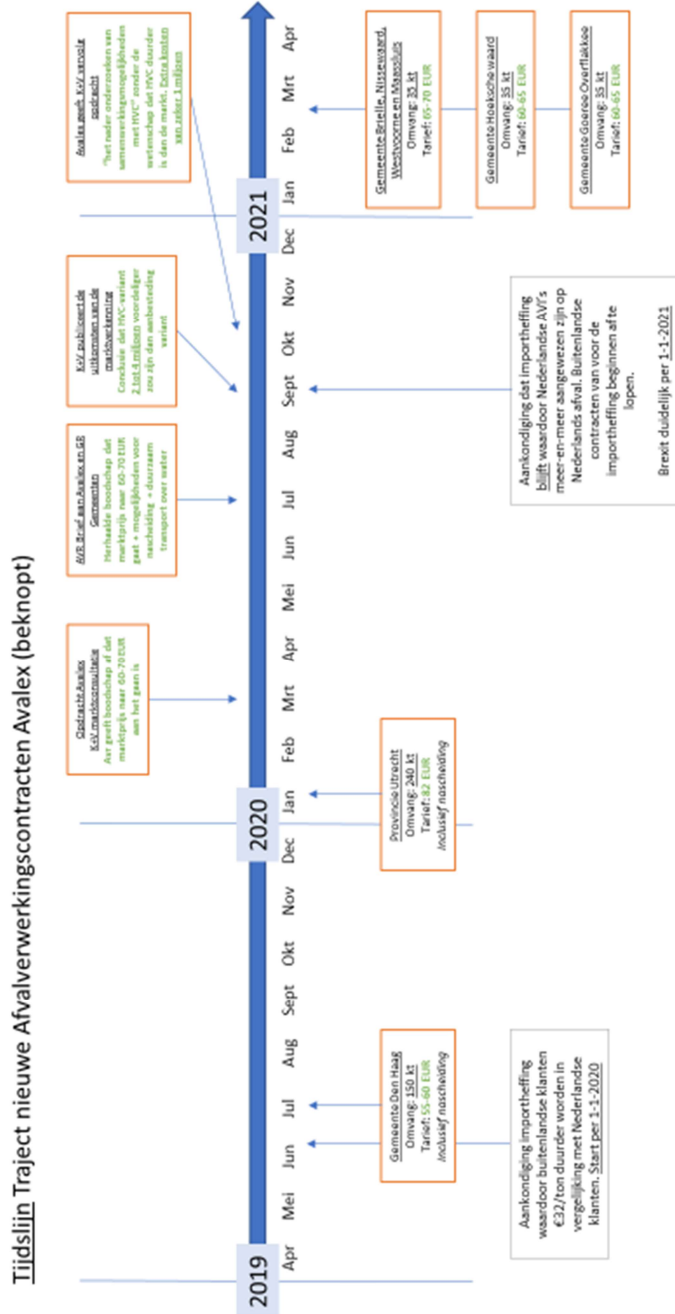 Tijdslijn Traject nieuwe Afvalverwerkingscontracten Avalex (beknopt)
Opdracht Avalex
K+V marktconsultatie
Avr geeft boodschap af dat
marktprijs naar 60-70 EUR
aan het gaan is
AVR Brief aan Avalex en GR
Gemeenten
Herhaalde boodschap dat
marktprijs naar 60-70 EUR
gaat + mogelijkheden voor
nascheiding + duurzaam
transport over water
K+V publiceert de
uitkomsten van de
marktverkenning
Conclusie dat HVC-variant
2 tot 4 miljoen voordeliger
zou zijn dan aanbesteding
variant
Avalex geeft K+V vervolg
opdracht
"het nader onderzoeken van
samenwerkingsmogelijkheden
met HVC" zonder de
wetenschap dat HVC duurder
is dan de markt. Extra kosten
van zeker 1 miljoen
2019
2020
2021
Apr Mei Jun Jul Aug Sept Okt Nov Dec Jan Feb Mrt Apr Mei Jun Jul Aug Sept Okt Nov Dec Jan Feb Mrt Apr
Gemeente Den Haag
Omvang: 150 kt
Tarief: 55-60 EUR
Inclusief nascheiding
Provincie Utrecht
Omvang: 240 kt
Tarief: 82 EUR
Inclusief nascheiding
Gemeente Brielle, Nissewaard,
Westvoorne en Maassluis
Omvang: 35 kt
Tarief: 65-70 EUR
Gemeente Hoeksche waard
Omvang: 35 kt
Tarief: 60-65 EUR
Gemeente Goeree Overflakkee
Omvang: 35 kt
Tarief: 60-65 EUR
Aankondiging importheffing
waardoor buitenlandse klanten
€32/ton duurder worden in
vergelijking met Nederlandse
klanten. Start per 1-1-2020
Aankondiging dat importheffing
blijft waardoor Nederlandse AVI's
meer-en-meer aangewezen zijn op
Nederlands afval. Buitenlandse
contracten van voor de
importheffing beginnen af te
lopen.
Brexit duidelijk per 1-1-2021